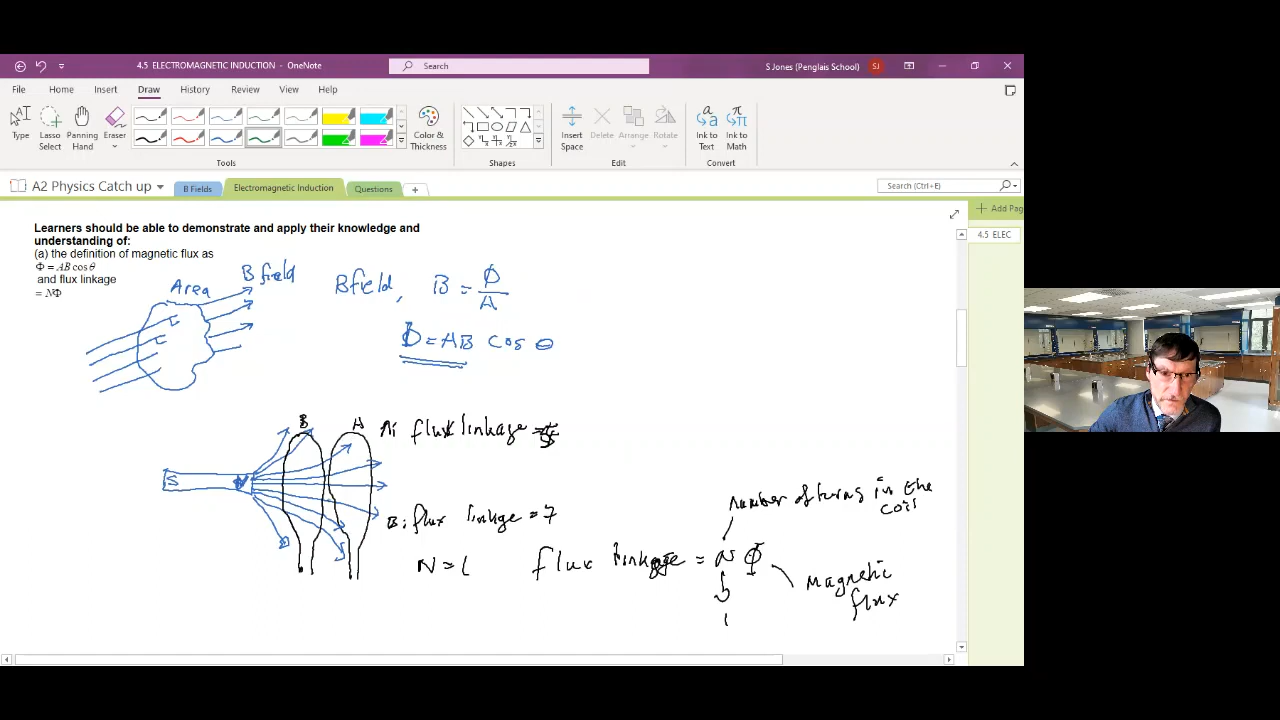 4.5 ELECTROMAGNETIC INDUCTION - OneNote
Search
S Jones (Penglais School)
SJ
File
Home
Insert
Draw
History
Review
View
Help
Type
Lasso Select
Panning Hand
Eraser
Color & Thickness
Insert Space
Delete
Arrange
Rotate
Ink to Text
Ink to Math
Tools
Shapes
Edit
Convert
A2 Physics Catch up
B Fields
Electromagnetic Induction
Questions
+
Search (Ctrl+E)
Add Pag
4.5 ELEC
Learners should be able to demonstrate and apply their knowledge and
understanding of:
(a) the definition of magnetic flux as
Φ = AB cos θ
and flux linkage
= NΦ
Area
B field
B field, B = Φ / A
Φ = AB cos θ
B
A
S
N
A: flux linkage =
B: flux linkage = 7
N = 1
flux linkage = N Φ
number of turns in the
coil
magnetic
flux
1